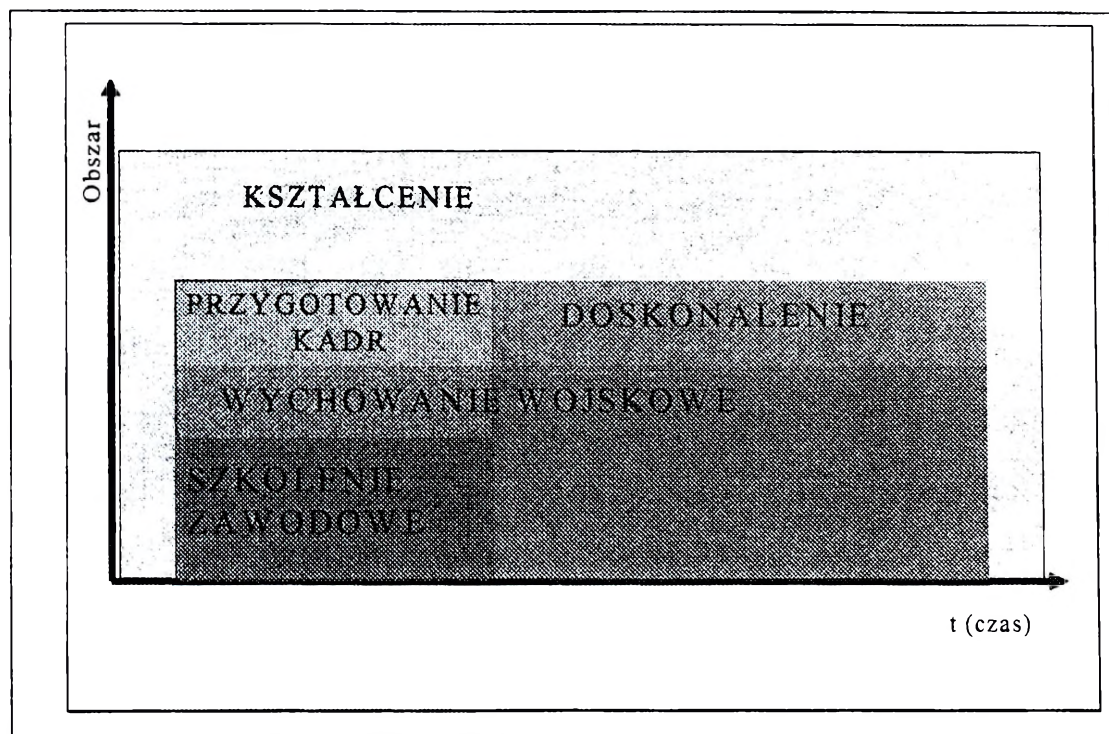 Obszar
KSZTAŁCENIE
PRZYGOTOWANIE
KADR
DOSKONALENIE
WYCHOWANIE WOJSKOWE
SZKOLENIE
ZAWODOWE
t (czas)